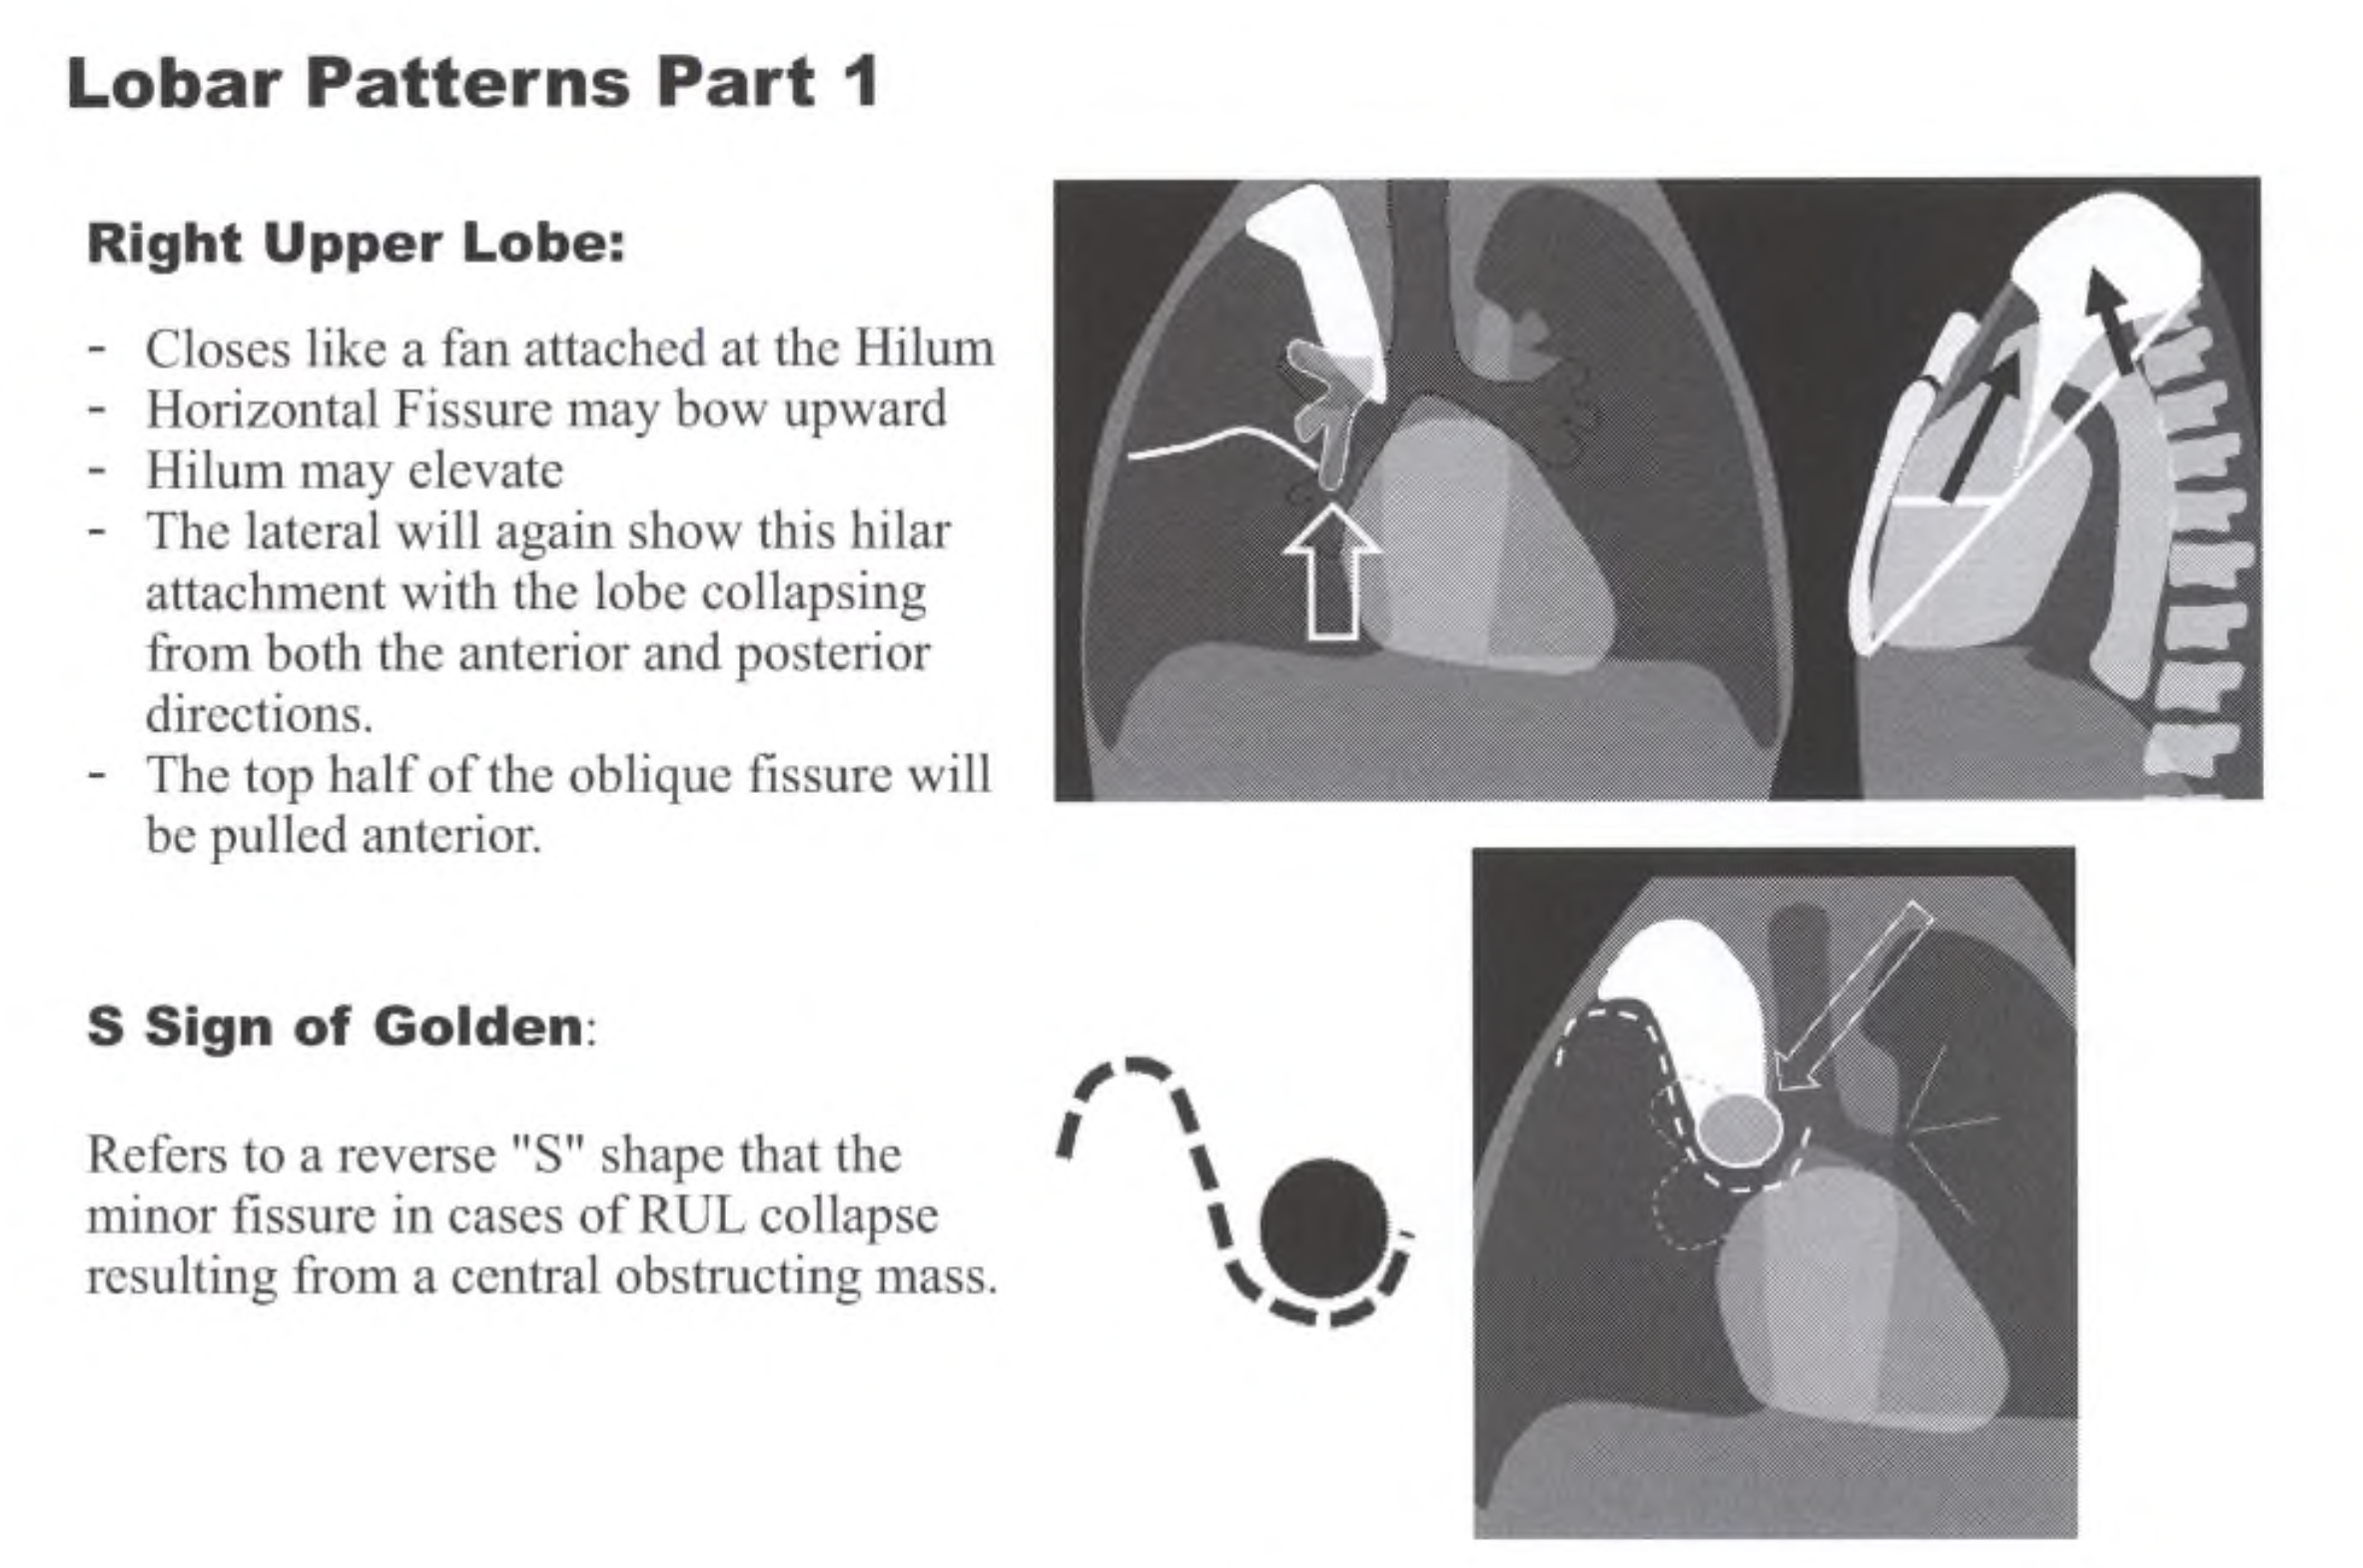 Lobar Patterns Part 1
Right Upper Lobe:
- Closes like a fan attached at the Hilum
- Horizontal Fissure may bow upward
- Hilum may elevate
- The lateral will again show this hilar
attachment with the lobe collapsing
from both the anterior and posterior
directions.
- The top half of the oblique fissure will
be pulled anterior.
S Sign of Golden:
Refers to a reverse "S" shape that the
minor fissure in cases of RUL collapse
resulting from a central obstructing mass.